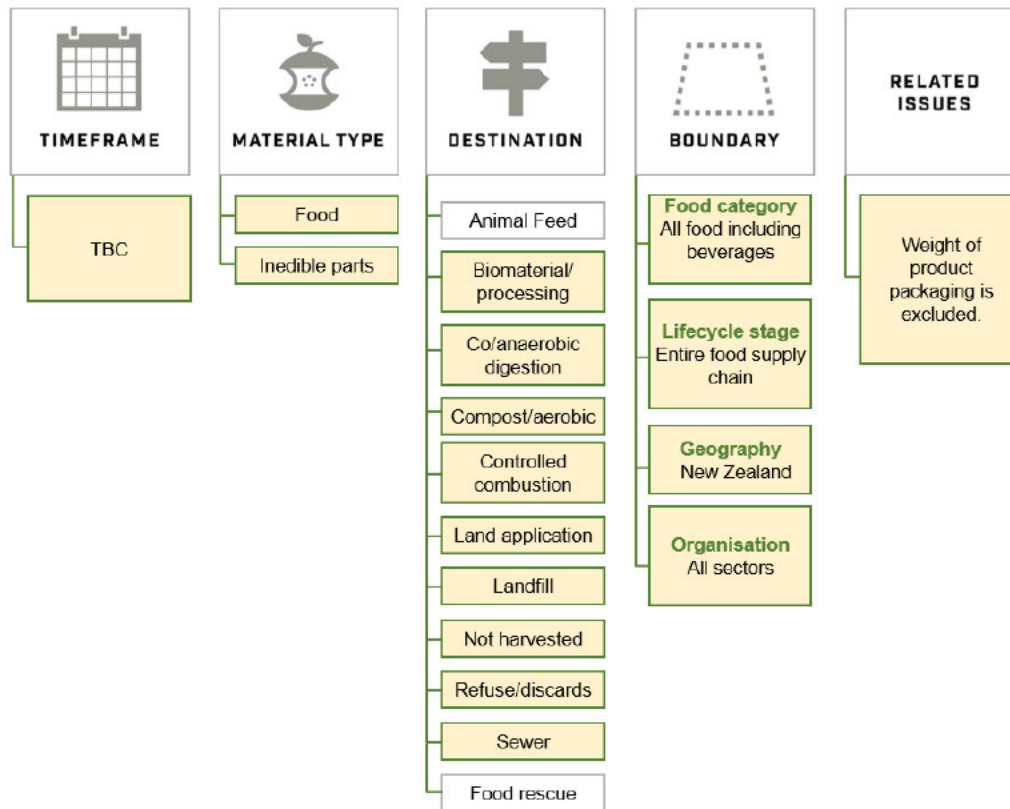 TIMEFRAME
TBC
MATERIAL TYPE
Food
Inedible parts
DESTINATION
Animal Feed
Biomaterial/
processing
Co/anaerobic
digestion
Compost/aerobic
Controlled
combustion
Land application
Landfill
Not harvested
Refuse/discards
Sewer
Food rescue
BOUNDARY
Food category
All food including
beverages
Lifecycle stage
Entire food supply
chain
Geography
New Zealand
Organisation
All sectors
RELATED
ISSUES
Weight of
product
packaging is
excluded.